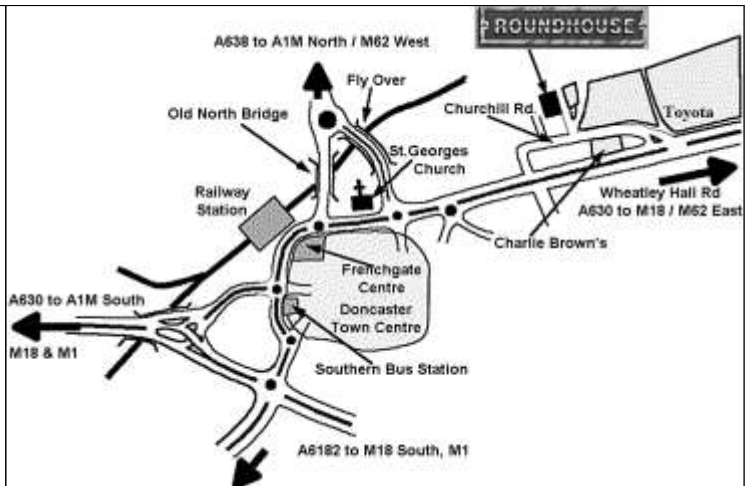 ROUNDHOUSE
A638 to A1M North / M62 West
Fly Over
Churchill Rd.
Toyota
Old North Bridge
St.Georges
Church
Railway
Station
Wheatley Hall Rd
A630 to M18 / M62 East
Charlie Brown's
Frenchgate
Centre
A630 to A1M South
Doncaster
Town Centre
M18 & M1
Southern Bus Station
A6182 to M18 South, M1